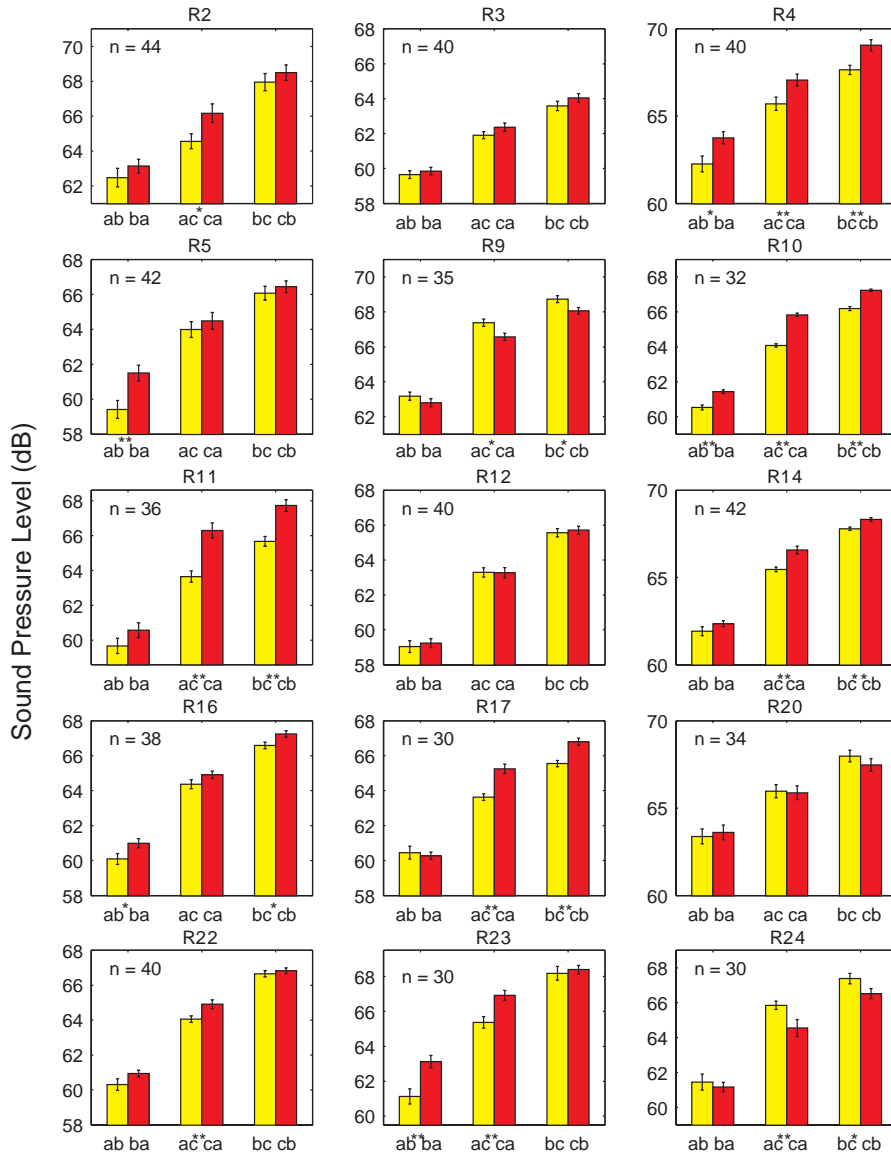 Sound Pressure Level (dB)
R2
n = 44
70
68
66
64
62
ab ba ac * ca bc cb
R3
n = 40
68
66
64
62
60
58
ab ba ac ca bc cb
R4
n = 40
70
65
60
ab * ba ac ** ca bc ** cb
R5
n = 42
68
66
64
62
60
58
ab ** ba ac ca bc cb
R9
n = 35
70
68
66
64
62
ab ba ac * ca bc * cb
R10
n = 32
68
66
64
62
60
ab ** ba ac ** ca bc ** cb
R11
n = 36
68
66
64
62
60
ab ba ac ** ca bc ** cb
R12
n = 40
68
66
64
62
60
58
ab ba ac ca bc cb
R14
n = 42
70
65
60
ab ba ac ** ca bc ** cb
R16
n = 38
68
66
64
62
60
58
ab * ba ac ca bc * cb
R17
n = 30
68
66
64
62
60
58
ab ba ac ** ca bc ** cb
R20
n = 34
70
65
60
ab ba ac ca bc cb
R22
n = 40
68
66
64
62
60
58
ab ba ac ** ca bc cb
R23
n = 30
68
66
64
62
60
ab ** ba ac ** ca bc cb
R24
n = 30
68
66
64
62
60
ab ba ac ** ca bc * cb